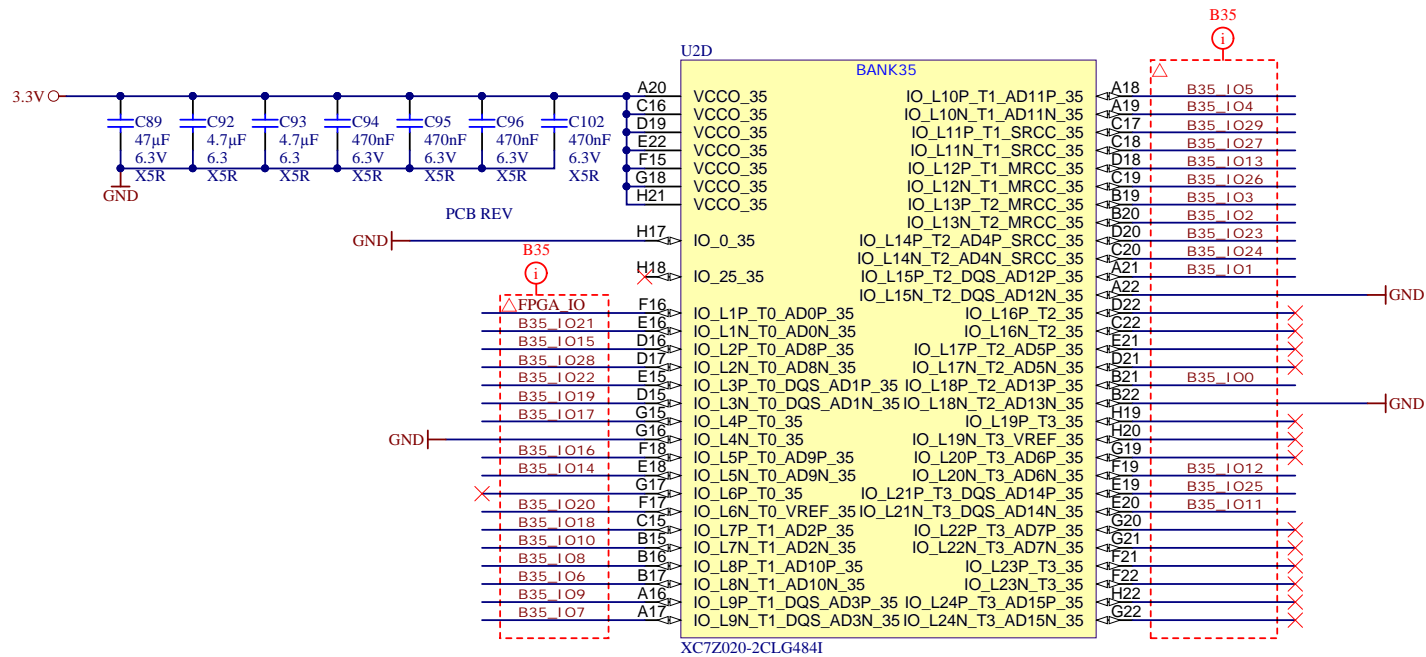 B35
i
U2D
BANK35
3.3V
C89
47µF
6.3V
X5R
C92
4.7µF
6.3
X5R
C93
4.7µF
6.3
X5R
C94
470nF
6.3V
X5R
C95
470nF
6.3V
X5R
C96
470nF
6.3V
X5R
C102
470nF
6.3V
X5R
GND
PCB REV
A20 VCCO_35
C16 VCCO_35
D19 VCCO_35
E22 VCCO_35
F15 VCCO_35
G18 VCCO_35
H21 VCCO_35
GND H17 IO_0_35
H18 IO_25_35
B35
i
FPGA_IO F16 IO_L1P_T0_AD0P_35
B35_IO21 E16 IO_L1N_T0_AD0N_35
B35_IO15 D16 IO_L2P_T0_AD8P_35
B35_IO28 D17 IO_L2N_T0_AD8N_35
B35_IO22 E15 IO_L3P_T0_DQS_AD1P_35
B35_IO19 D15 IO_L3N_T0_DQS_AD1N_35
B35_IO17 G15 IO_L4P_T0_35
GND G16 IO_L4N_T0_35
B35_IO16 F18 IO_L5P_T0_AD9P_35
B35_IO14 E18 IO_L5N_T0_AD9N_35
G17 IO_L6P_T0_35
B35_IO20 F17 IO_L6N_T0_VREF_35
B35_IO18 C15 IO_L7P_T1_AD2P_35
B35_IO10 B15 IO_L7N_T1_AD2N_35
B35_IO8 B16 IO_L8P_T1_AD10P_35
B35_IO6 B17 IO_L8N_T1_AD10N_35
B35_IO9 A16 IO_L9P_T1_DQS_AD3P_35
B35_IO7 A17 IO_L9N_T1_DQS_AD3N_35
IO_L10P_T1_AD11P_35 A18 B35_IO5
IO_L10N_T1_AD11N_35 A19 B35_IO4
IO_L11P_T1_SRCC_35 C17 B35_IO29
IO_L11N_T1_SRCC_35 C18 B35_IO27
IO_L12P_T1_MRCC_35 D18 B35_IO13
IO_L12N_T1_MRCC_35 C19 B35_IO26
IO_L13P_T2_MRCC_35 B19 B35_IO3
IO_L13N_T2_MRCC_35 B20 B35_IO2
IO_L14P_T2_AD4P_SRCC_35 D20 B35_IO23
IO_L14N_T2_AD4N_SRCC_35 C20 B35_IO24
IO_L15P_T2_DQS_AD12P_35 A21 B35_IO1
IO_L15N_T2_DQS_AD12N_35 A22 GND
IO_L16P_T2_35 D22
IO_L16N_T2_35 C22
IO_L17P_T2_AD5P_35 E21
IO_L17N_T2_AD5N_35 D21
IO_L18P_T2_AD13P_35 B21 B35_IO0
IO_L18N_T2_AD13N_35 B22 GND
IO_L19P_T3_35 H19
IO_L19N_T3_VREF_35 H20
IO_L20P_T3_AD6P_35 G19
IO_L20N_T3_AD6N_35 F19 B35_IO12
IO_L21P_T3_DQS_AD14P_35 E19 B35_IO25
IO_L21N_T3_DQS_AD14N_35 E20 B35_IO11
IO_L22P_T3_AD7P_35 G20
IO_L22N_T3_AD7N_35 G21
IO_L23P_T3_35 F21
IO_L23N_T3_35 F22
IO_L24P_T3_AD15P_35 H22
IO_L24N_T3_AD15N_35 G22
XC7Z020-2CLG484I